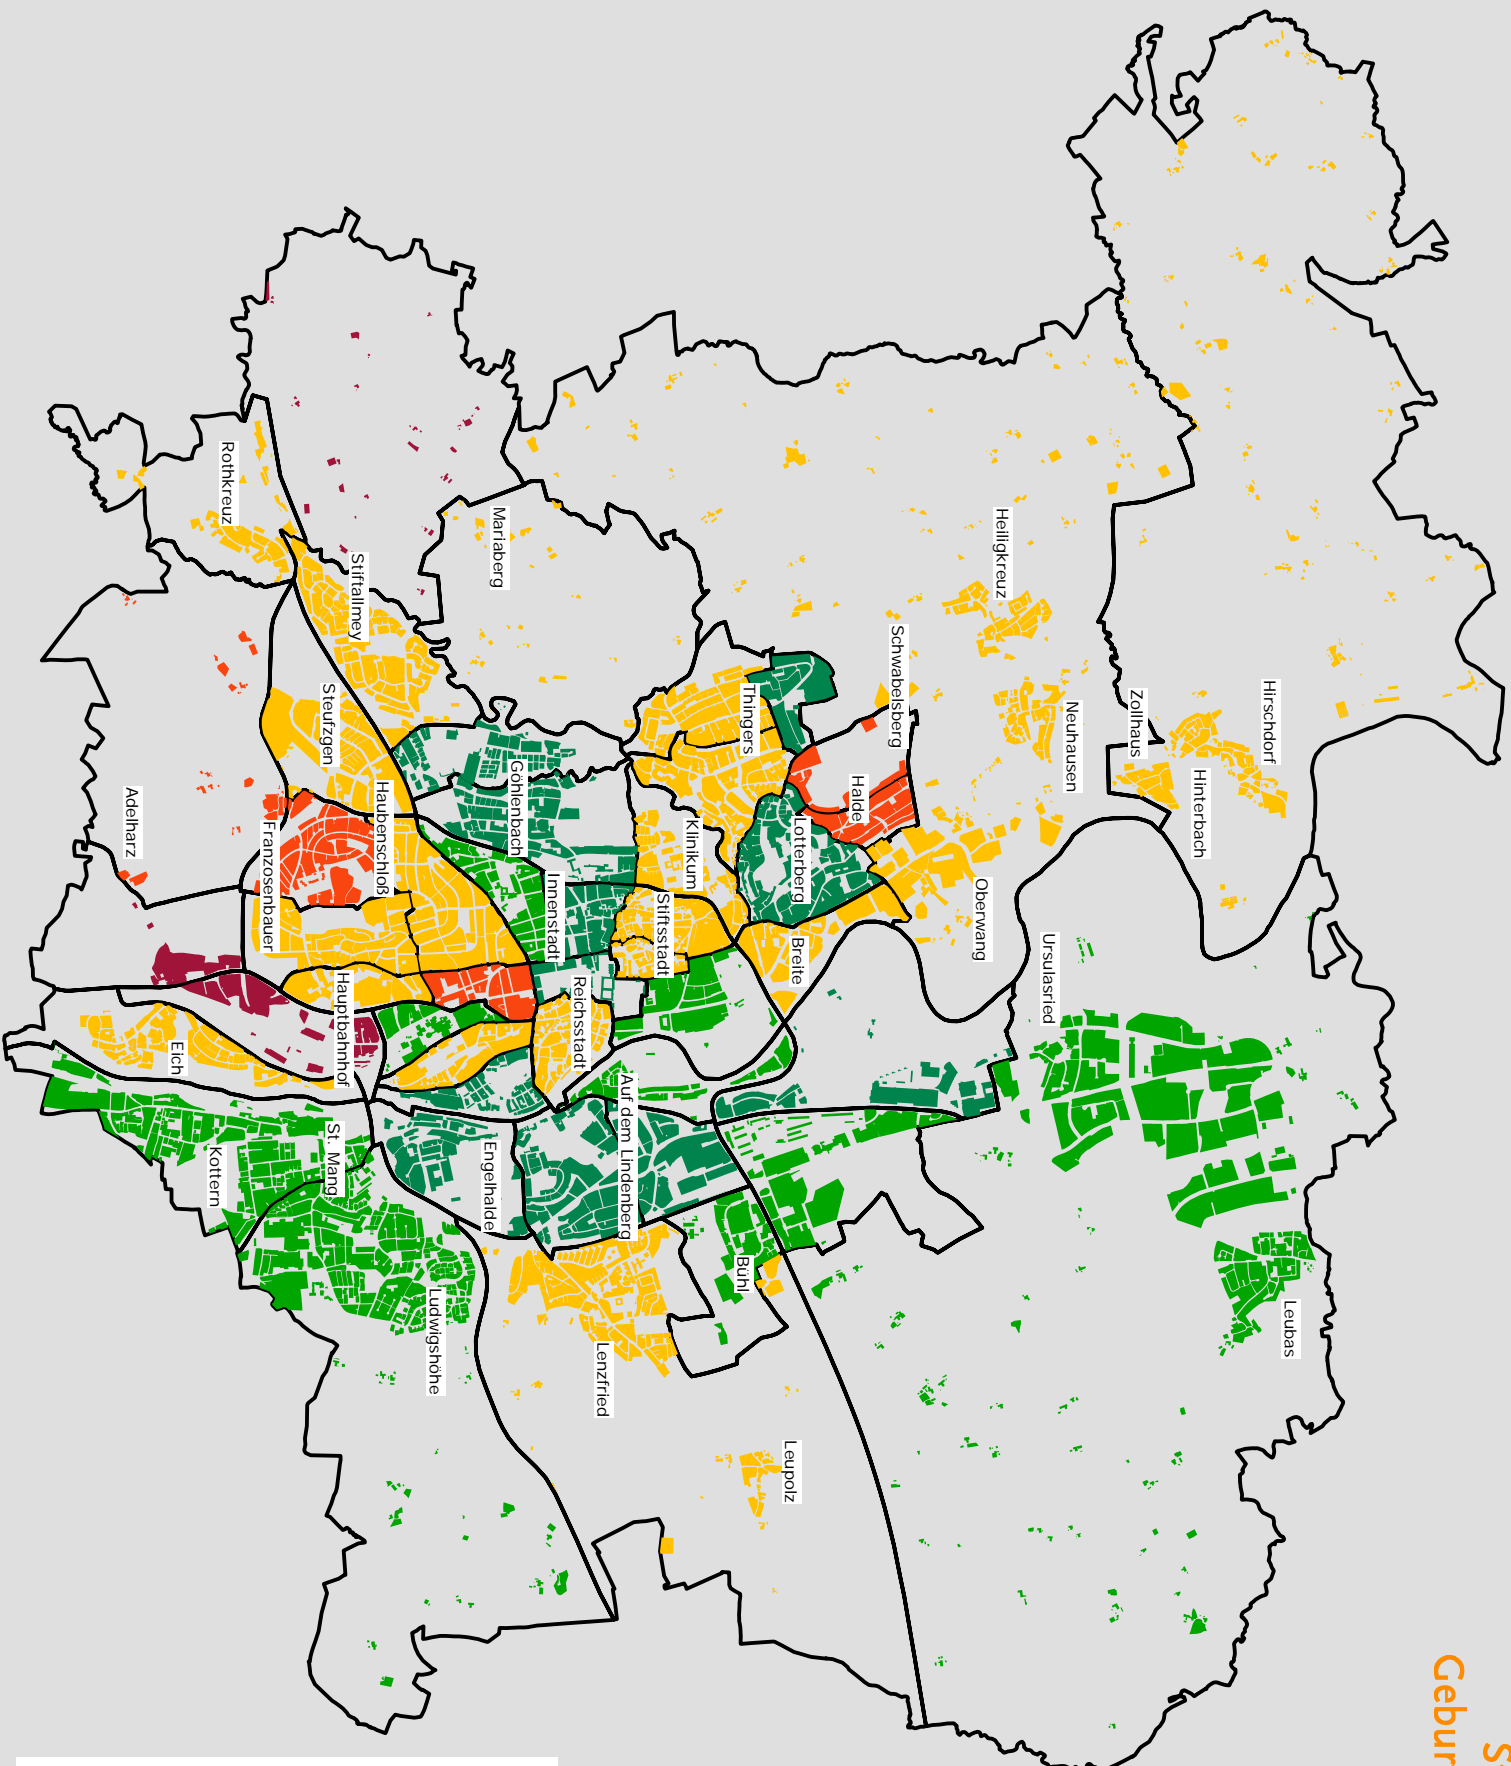 Hirschdorf
Hinterbach
Zollhaus
Neuhausen
Heiligkreuz
Oberwang
Schwabelsberg
Halde
Lotterberg
Thingers
Breite
Klinikum
Stiftsstadt
Mariaberg
Göhlenbach
Innenstadt
Reichsstadt
Stiftallmey
Steufzgen
Haubenschloß
Franzosenbauer
Hauptbahnhof
Rothkreuz
Adelharz
Eich
Ursulasried
Leubas
Auf dem Lindenberg
Bühl
Leupolz
Lenzfried
Engelhalde
Ludwigshöhe
St. Mang
Kottern